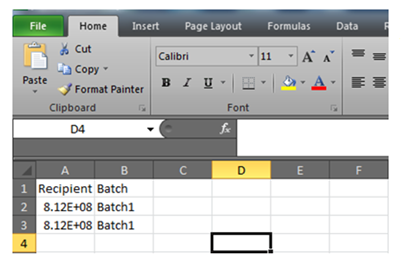 File Home Insert Page Layout Formulas Data
Cut
Calibri 11 A A
Copy
Paste
Format Painter
B I U A
Clipboard Font
D4 fx
A B C D E F
1 Recipient Batch
2 8.12E+08 Batch1
3 8.12E+08 Batch1
4